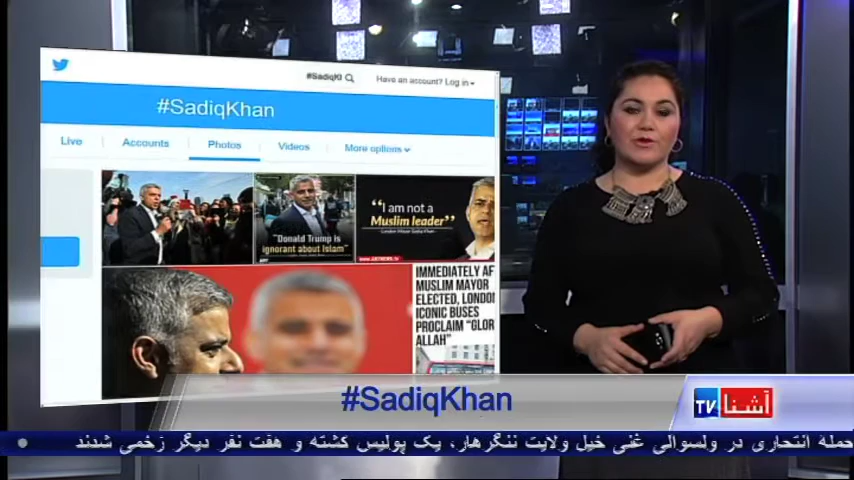 #SadiqKhan
Have an account? Log in
#SadiqKhan
Live
Accounts
Photos
Videos
More options
"Donald Trump is
ignorant about Islam"
"I am not a
Muslim leader"
IMMEDIATELY AF
MUSLIM MAYOR
ELECTED, LONDO
ICONIC BUSES
PROCLAIM "GLOR
ALLAH"
#SadiqKhan
TV آشنا
حمله انتحاری در ولسوالی غنی خیل ولایت ننگرهار، یک پولیس کشته و هفت نفر دیگر زخمی شدند